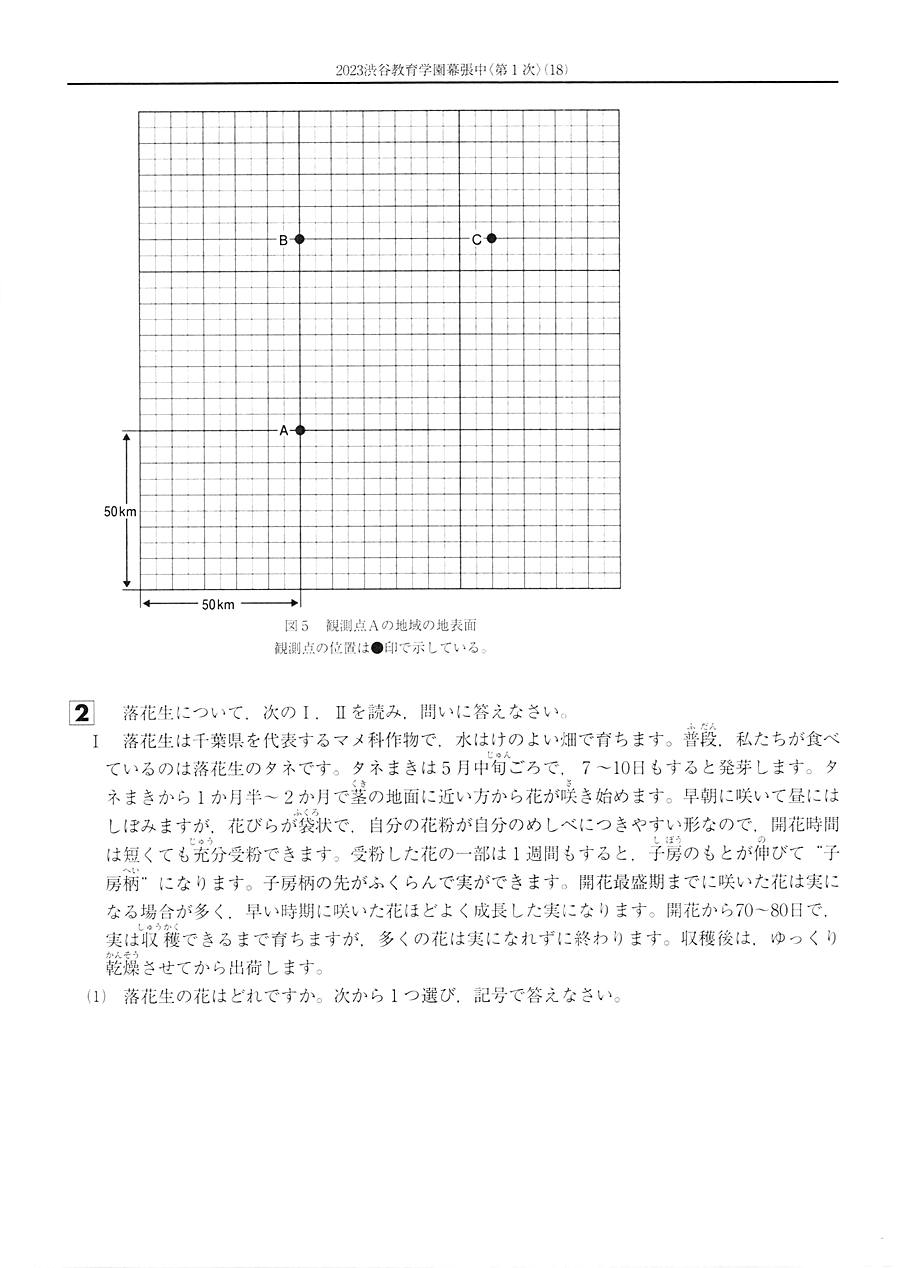 2023渋谷教育学園幕張中〈第1次〉(18)
B
C
A
50km
50km
図5 観測点Aの地域の地表面
観測点の位置は●印で示している。
2 落花生について,次のⅠ,Ⅱを読み,問いに答えなさい。
Ⅰ 落花生は千葉県を代表するマメ科作物で,水はけのよい畑で育ちます。普段,私たちが食べ
ているのは落花生のタネです。タネまきは5月中旬ごろで,7〜10日もすると発芽します。タ
ネまきから1か月半〜2か月で茎の地面に近い方から花が咲き始めます。早朝に咲いて昼には
しぼみますが,花びらが袋状で,自分の花粉が自分のめしべにつきやすい形なので,開花時間
は短くても充分受粉できます。受粉した花の一部は1週間もすると,子房のもとが伸びて“子
房柄”になります。子房柄の先がふくらんで実ができます。開花最盛期までに咲いた花は実に
なる場合が多く,早い時期に咲いた花ほどよく成長した実になります。開花から70〜80日で,
実は収穫できるまで育ちますが,多くの花は実になれずに終わります。収穫後は,ゆっくり
乾燥させてから出荷します。
(1) 落花生の花はどれですか。次から1つ選び,記号で答えなさい。